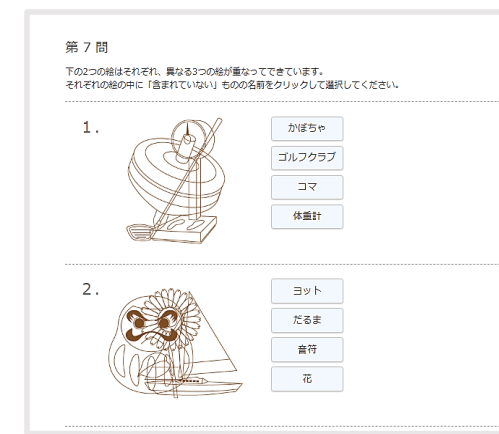 第 7 問
下の2つの絵はそれぞれ、異なる3つの絵が重なってできています。
それぞれの絵の中に「含まれていない」ものの名前をクリックして選択してください。
1.
かぼちゃ
ゴルフクラブ
コマ
体重計
2.
ヨット
だるま
音符
花